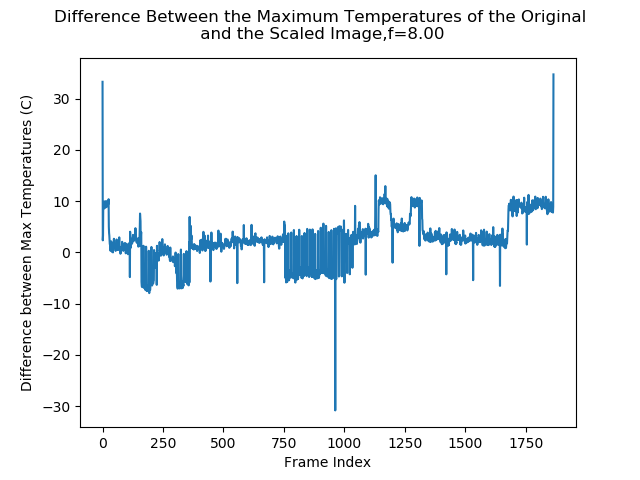 Difference Between the Maximum Temperatures of the Original
and the Scaled Image,f=8.00
Difference between Max Temperatures (C)
30
20
10
0
−10
−20
−30
0 250 500 750 1000 1250 1500 1750
Frame Index